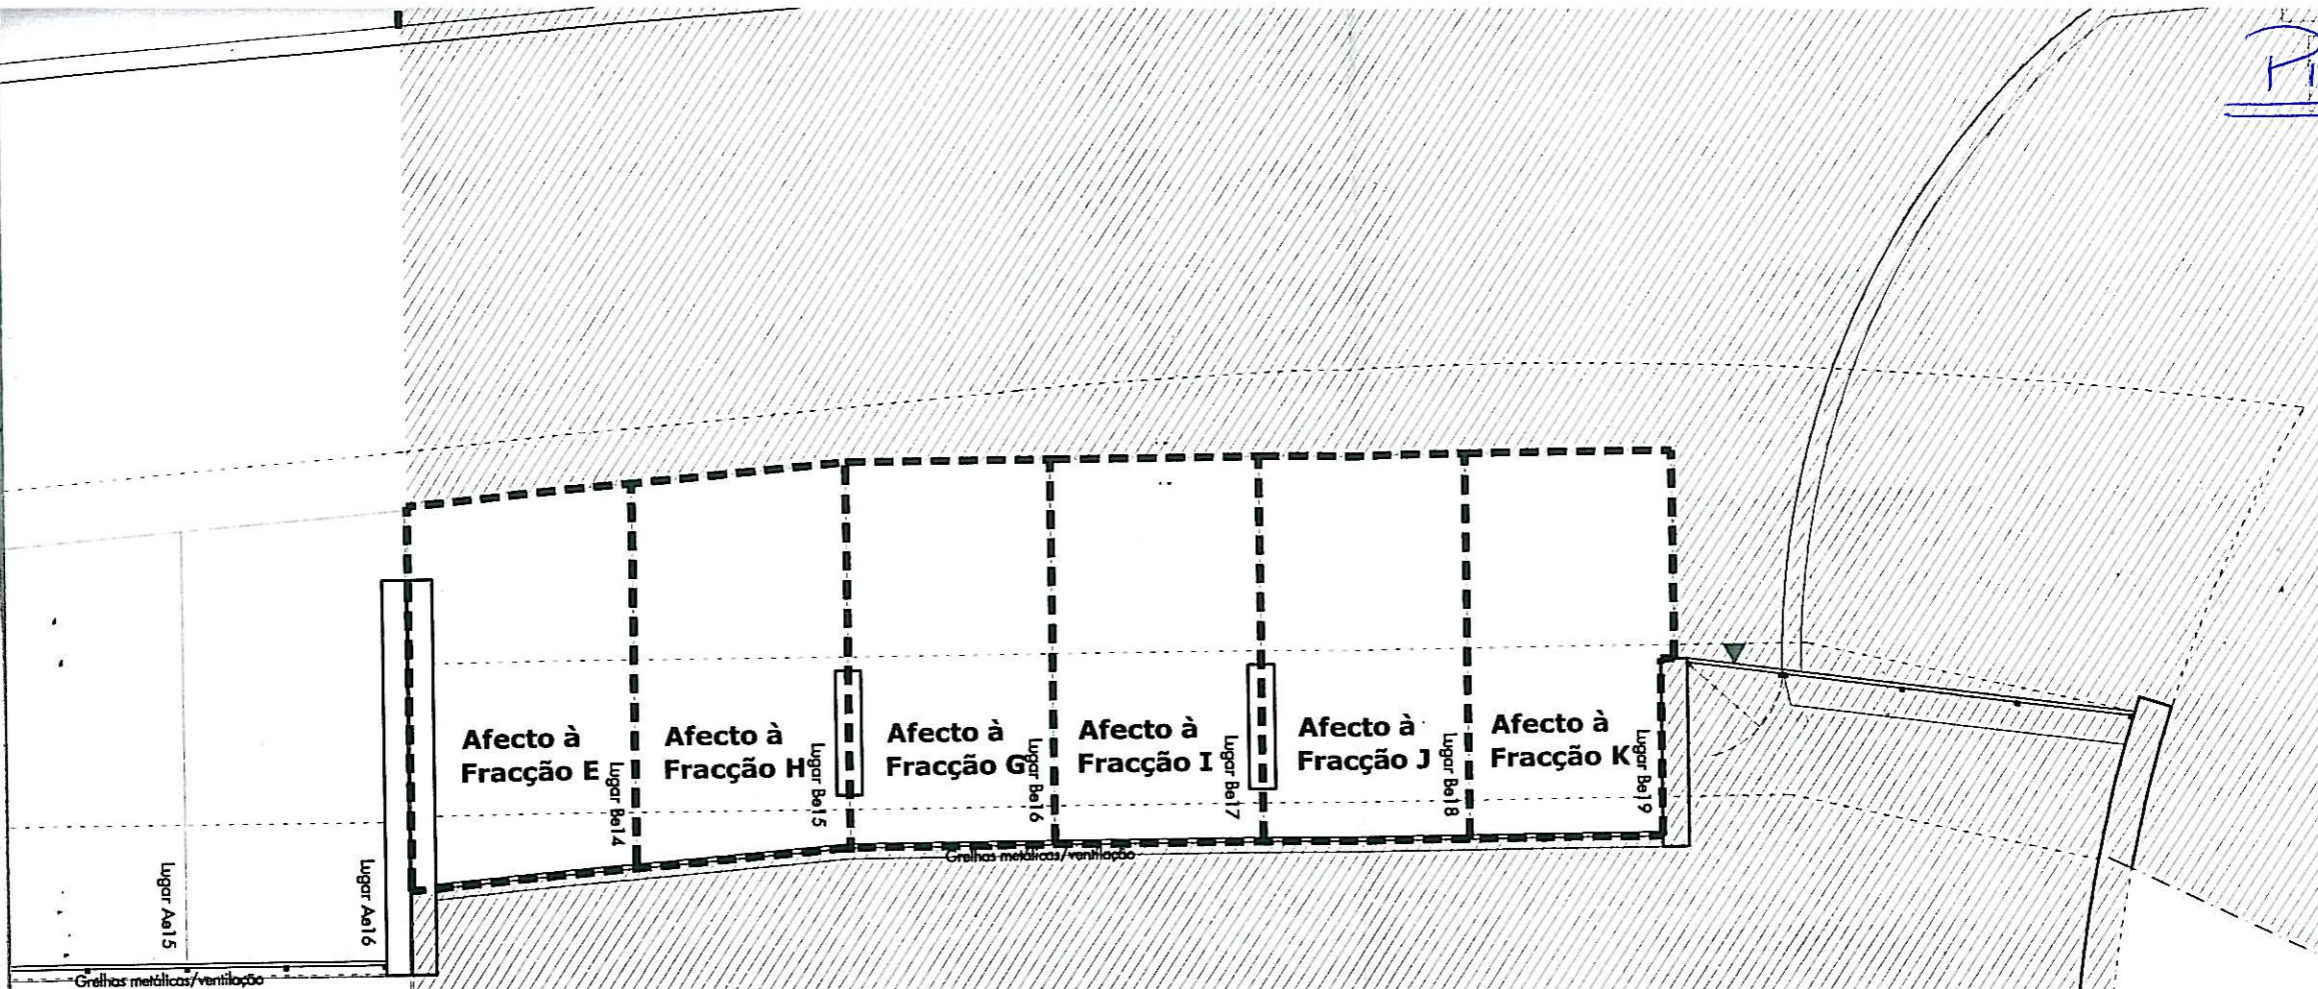 Afecto à
Fracção E
Lugar Be14
Afecto à
Fracção H
Lugar Be15
Afecto à
Fracção G
Lugar Be16
Afecto à
Fracção I
Lugar Be17
Afecto à
Fracção J
Lugar Be18
Afecto à
Fracção K
Lugar Be19
Grelhas metálicas/ventilação
Lugar Ae15
Lugar Ae16
Grelhas metálicas/ventilação